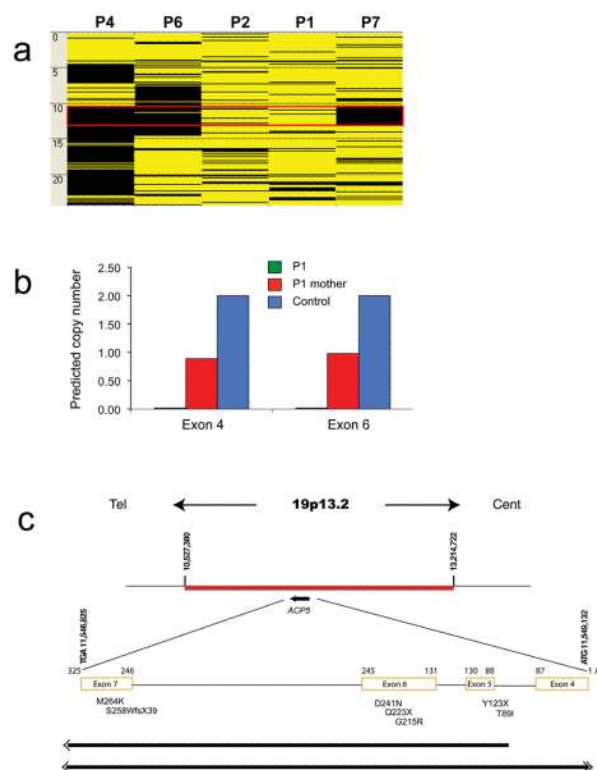 P4 P6 P2 P1 P7
a
0
5
10
15
20
b
Predicted copy number
2.50
2.00
1.50
1.00
0.50
0.00
P1
P1 mother
Control
Exon 4 Exon 6
c
Tel 19p13.2 Cent
10,527,380 13,214,722
ACP5
TGA 11,546,825 ATG 11,549,132
325 246 245 131 130 88 87 1
Exon 7 Exon 6 Exon 5 Exon 4
M264K D241N Y123X
S258WfsX39 Q223X T89I
G215R